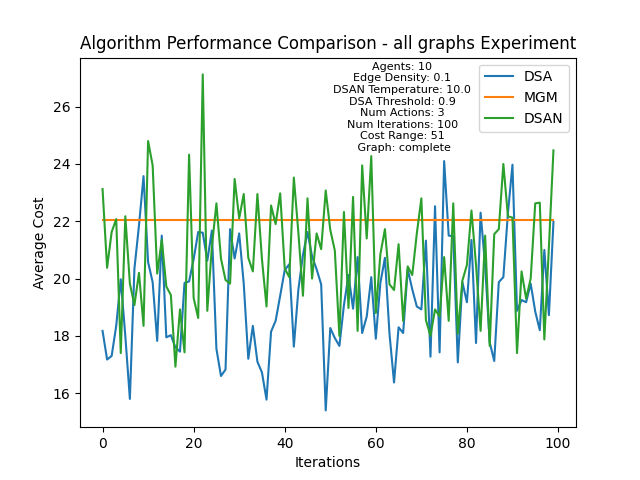 Algorithm Performance Comparison - all graphs Experiment
Agents: 10
Edge Density: 0.1
DSAN Temperature: 10.0
DSA Threshold: 0.9
Num Actions: 3
Num Iterations: 100
Cost Range: 51
Graph: complete
DSA
MGM
DSAN
Average Cost
26
24
22
20
18
16
0
20
40
60
80
100
Iterations